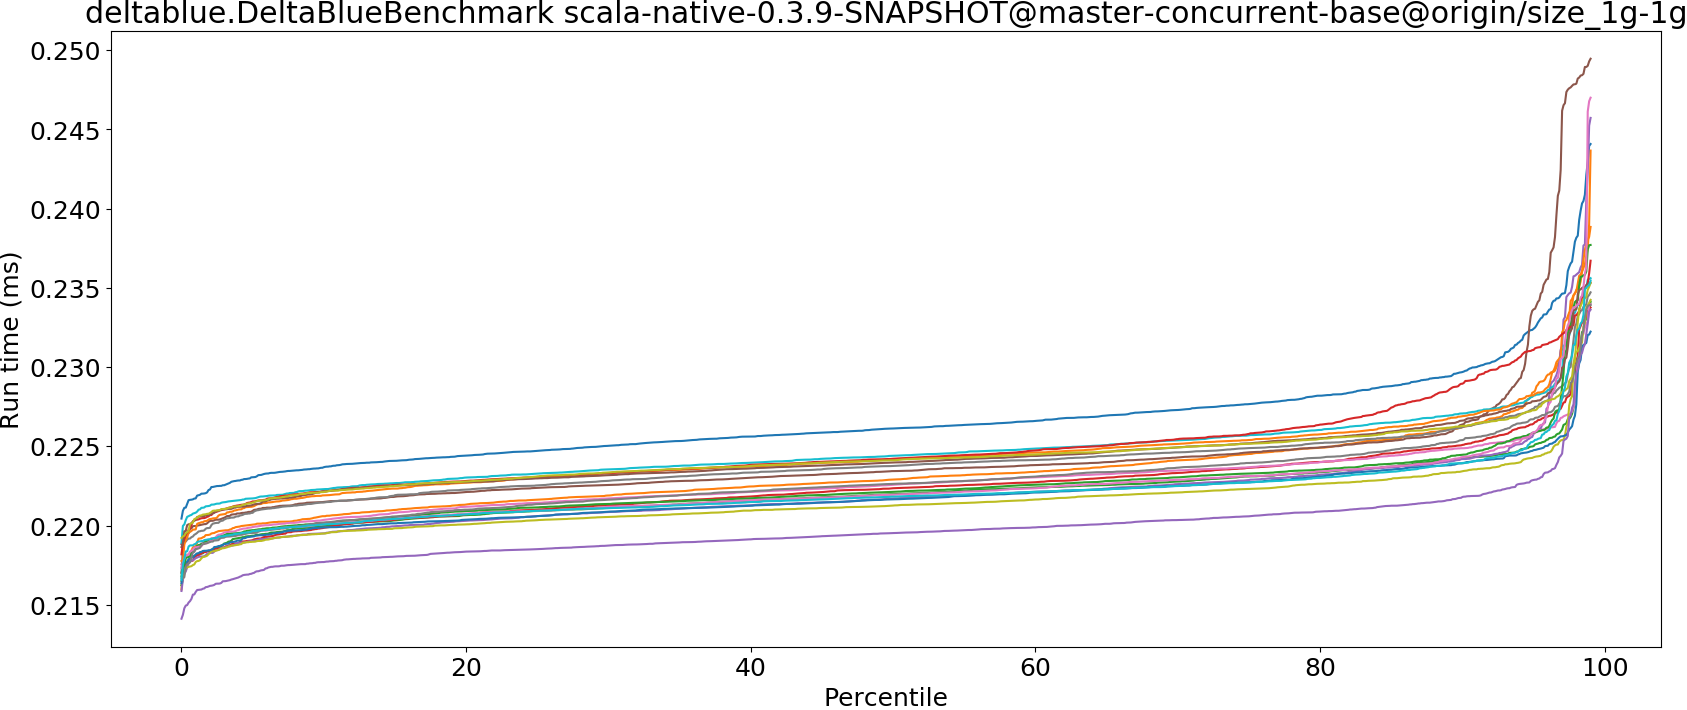 deltablue.DeltaBlueBenchmark scala-native-0.3.9-SNAPSHOT@master-concurrent-base@origin/size_1g-1g
0.250
0.245
0.240
0.235
0.230
0.225
0.220
0.215
Run time (ms)
0 20 40 60 80 100
Percentile